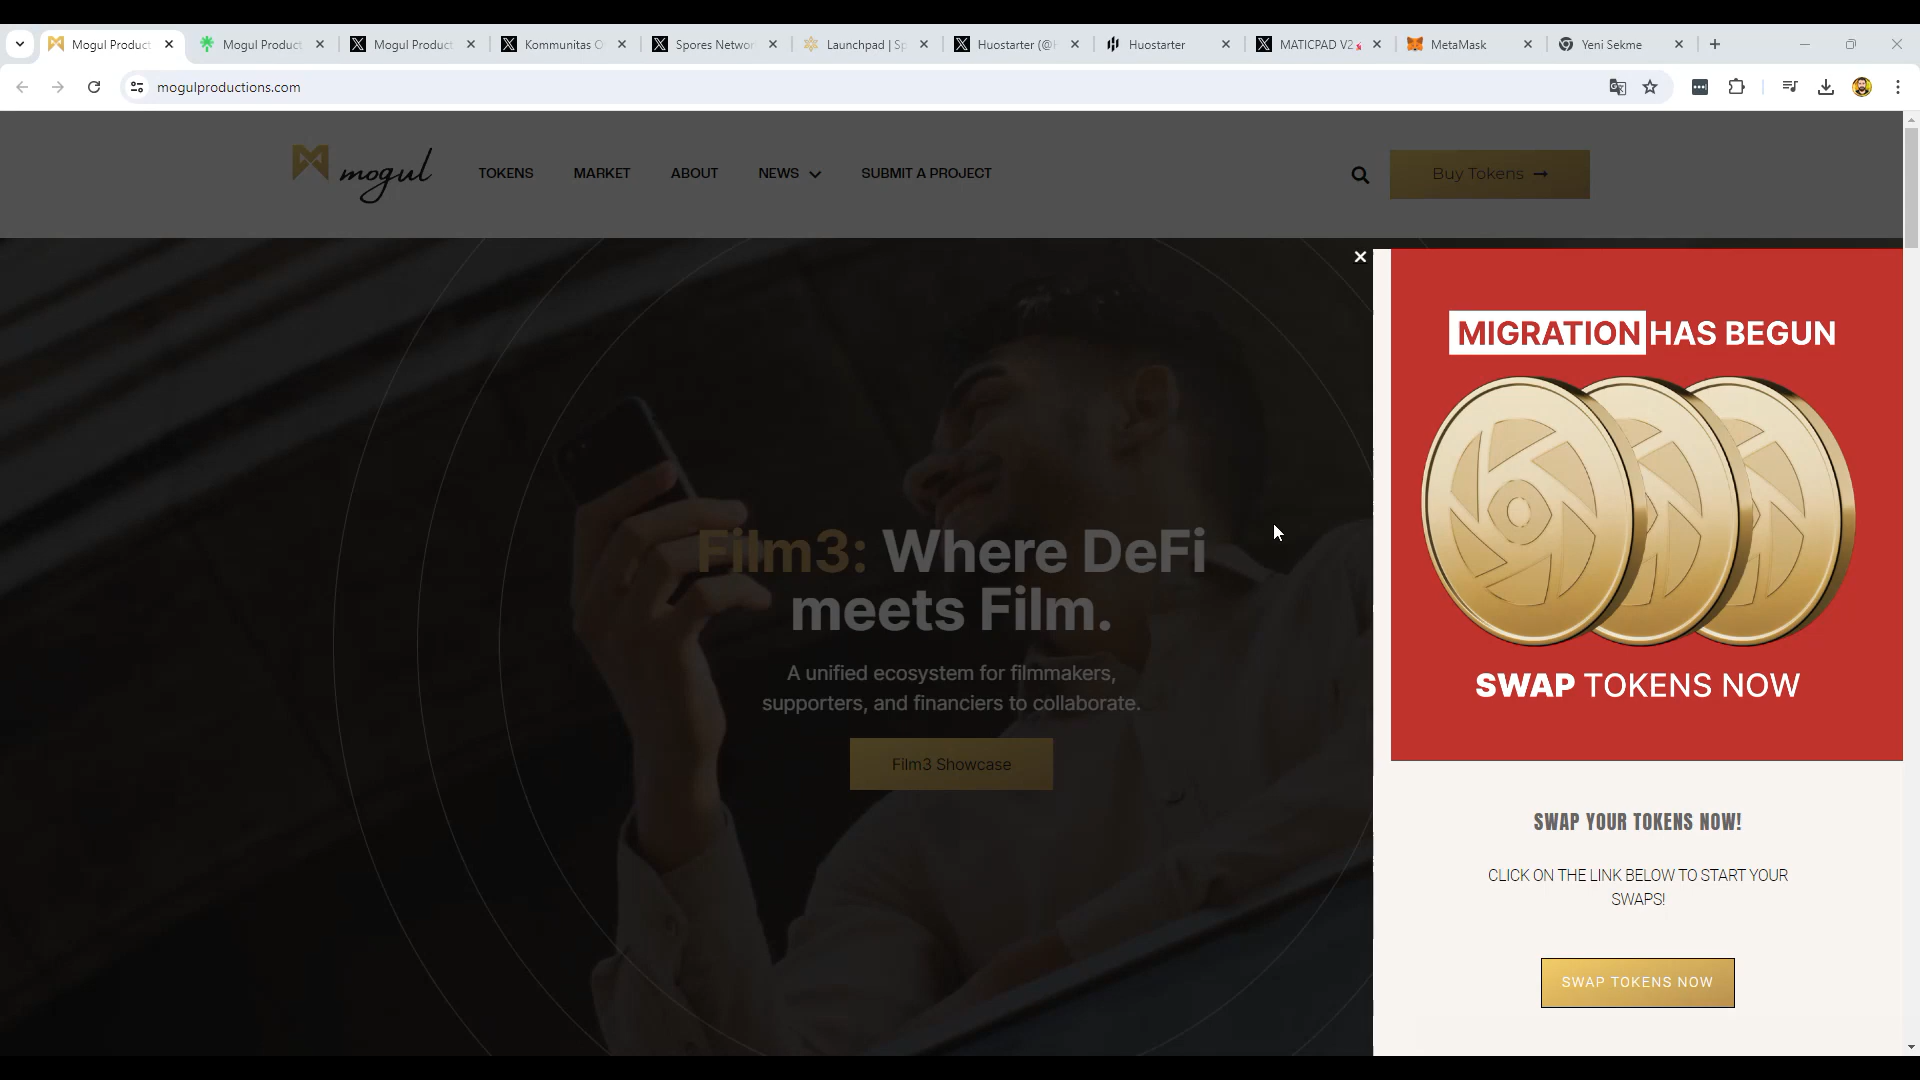 Mogul Product
Mogul Product
Mogul Product
Kommunitas O
Spores Networ
Launchpad | Sp
Huostarter (@H
Huostarter
MATICPAD V2
MetaMask
Yeni Sekme
mogulproductions.com
mogul
TOKENS
MARKET
ABOUT
NEWS
SUBMIT A PROJECT
Buy Tokens →
Film3: Where DeFi
meets Film.
A unified ecosystem for filmmakers,
supporters, and financiers to collaborate.
Film3 Showcase
MIGRATION HAS BEGUN
SWAP TOKENS NOW
SWAP YOUR TOKENS NOW!
CLICK ON THE LINK BELOW TO START YOUR
SWAPS!
SWAP TOKENS NOW